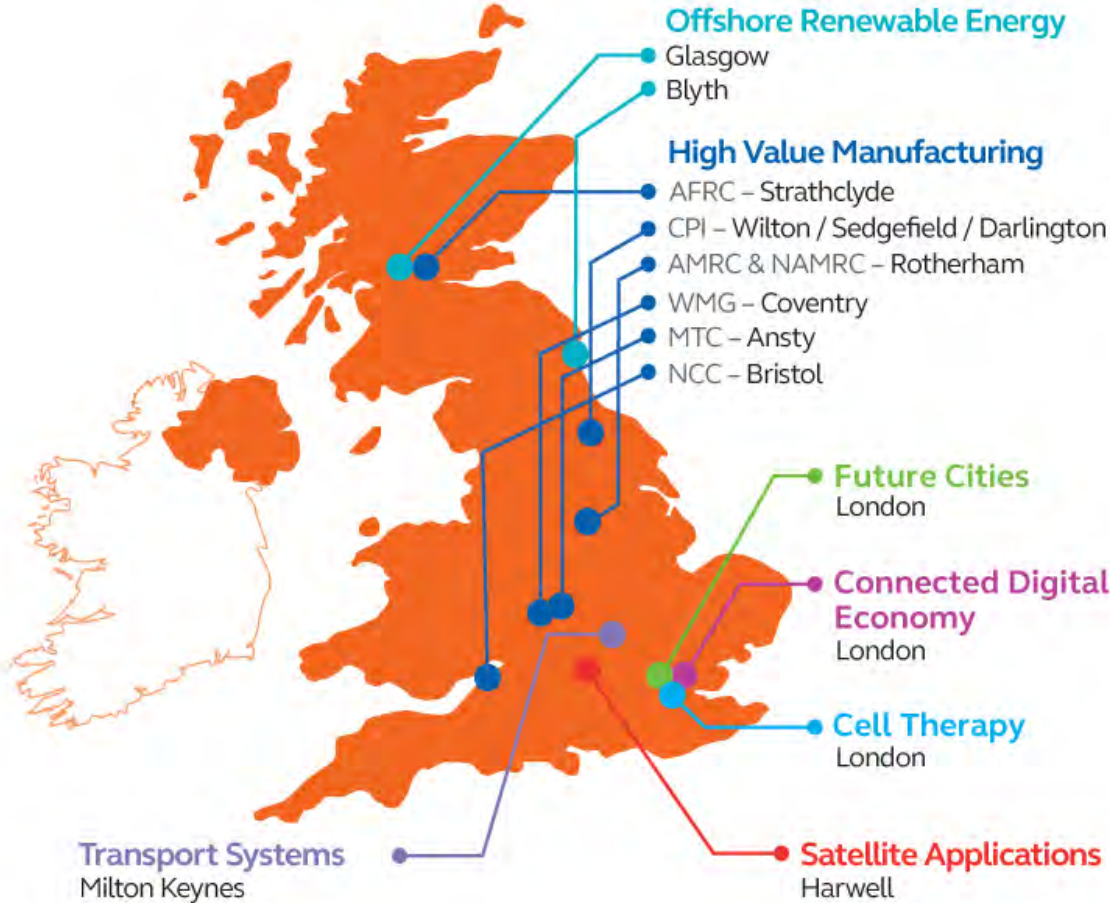 Offshore Renewable Energy
Glasgow
Blyth
High Value Manufacturing
AFRC – Strathclyde
CPI – Wilton / Sedgefield / Darlington
AMRC & NAMRC – Rotherham
WMG – Coventry
MTC – Ansty
NCC – Bristol
Future Cities
London
Connected Digital
Economy
London
Cell Therapy
London
Transport Systems
Milton Keynes
Satellite Applications
Harwell